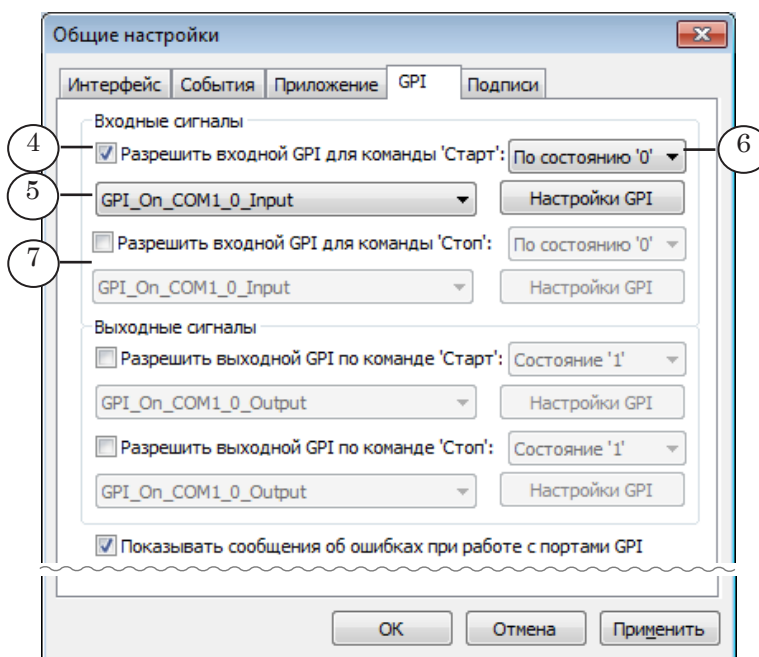 Общие настройки
Интерфейс События Приложение GPI Подписи
Входные сигналы
4 Разрешить входной GPI для команды 'Старт': По состоянию '0' 6
5 GPI_On_COM1_0_Input Настройки GPI
Разрешить входной GPI для команды 'Стоп': По состоянию '0'
7
GPI_On_COM1_0_Input Настройки GPI
Выходные сигналы
Разрешить выходной GPI по команде 'Старт': Состояние '1'
GPI_On_COM1_0_Output Настройки GPI
Разрешить выходной GPI по команде 'Стоп': Состояние '1'
GPI_On_COM1_0_Output Настройки GPI
Показывать сообщения об ошибках при работе с портами GPI
ОК Отмена Применить